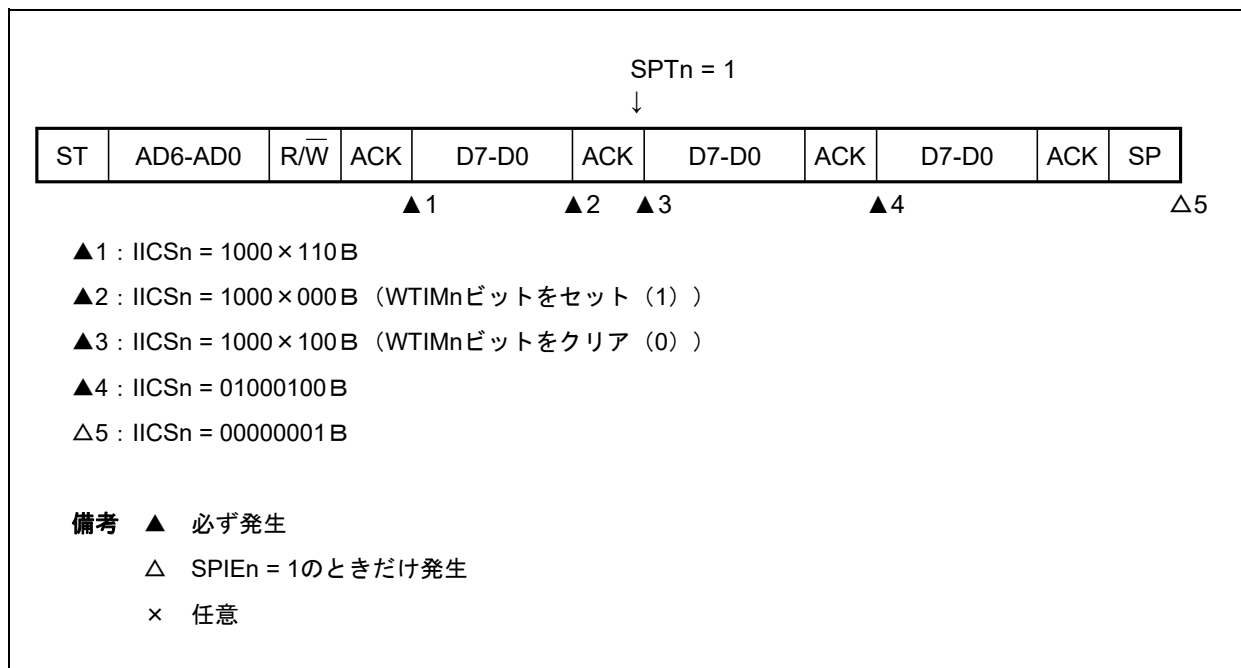 SPTn = 1
↓
ST AD6-AD0 R/W̅ ACK D7-D0 ACK D7-D0 ACK D7-D0 ACK SP
▲1 ▲2 ▲3 ▲4 △5
▲1：IICSn = 1000×110B
▲2：IICSn = 1000×000B（WTIMnビットをセット（1））
▲3：IICSn = 1000×100B（WTIMnビットをクリア（0））
▲4：IICSn = 01000100B
△5：IICSn = 00000001B
備考 ▲ 必ず発生
△ SPIEn = 1のときだけ発生
× 任意